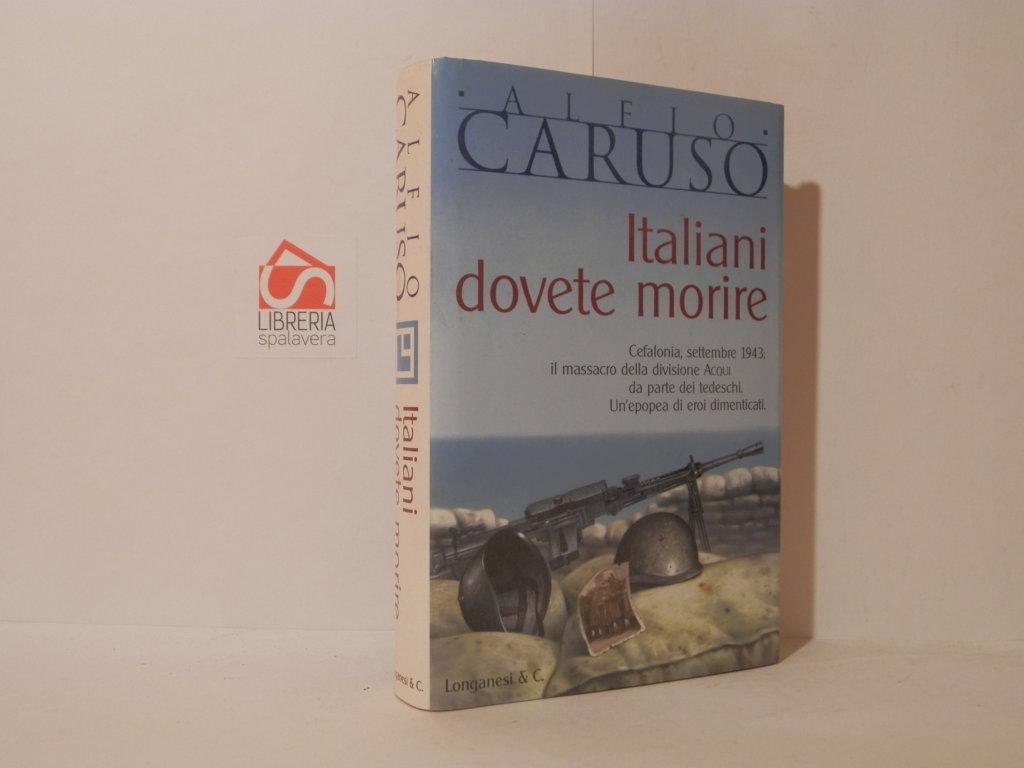 ALFIO
CARUSO
Italiani
dovete morire
Cefalonia, settembre 1943:
il massacro della divisione ACQUI
da parte dei tedeschi.
Un'epopea di eroi dimenticati.
Longanesi & C.
ALFIO
CARUSO
Italiani
dovete morire
ganesi & C.
LIBRERIA
spalavera